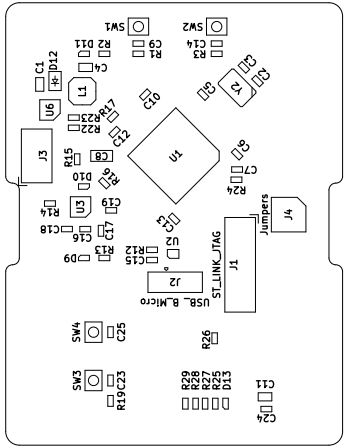 SW1
SW2
D11 R2
C9
R1
C14
R3
C4
D12
C1
L1
U6
C3
C2
Y2
C5
C10
R17
R23
R22
C12
J3
R15
C8
U1
C6
C7
R24
D10
R16
R14
U3
C19
C13
Jumpers
J4
C18
C16
C17
U2
R12
C15
D9
R13
ST_LINK_JTAG
J1
J2
USB_B_Micro
SW4
C25
R26
SW3
C23
R19
R29
R28
R27
R25
D13
C11
C24